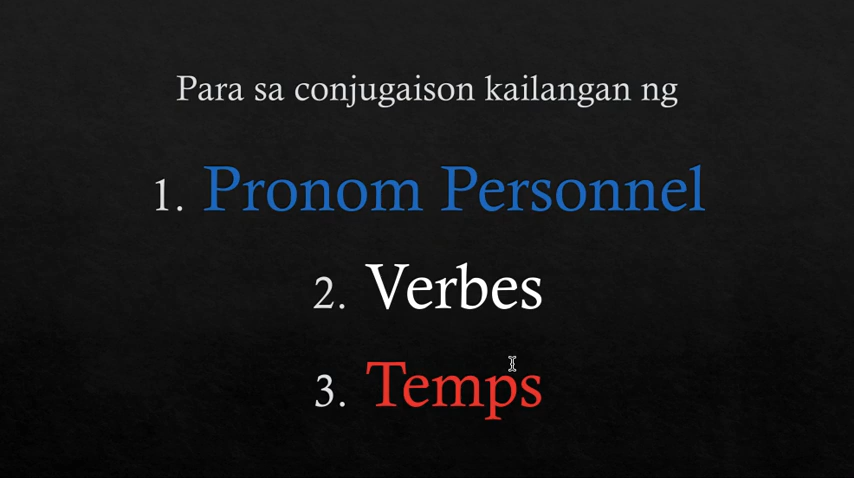 Para sa conjugaison kailangan ng
1. Pronom Personnel
2. Verbes
3. Temps